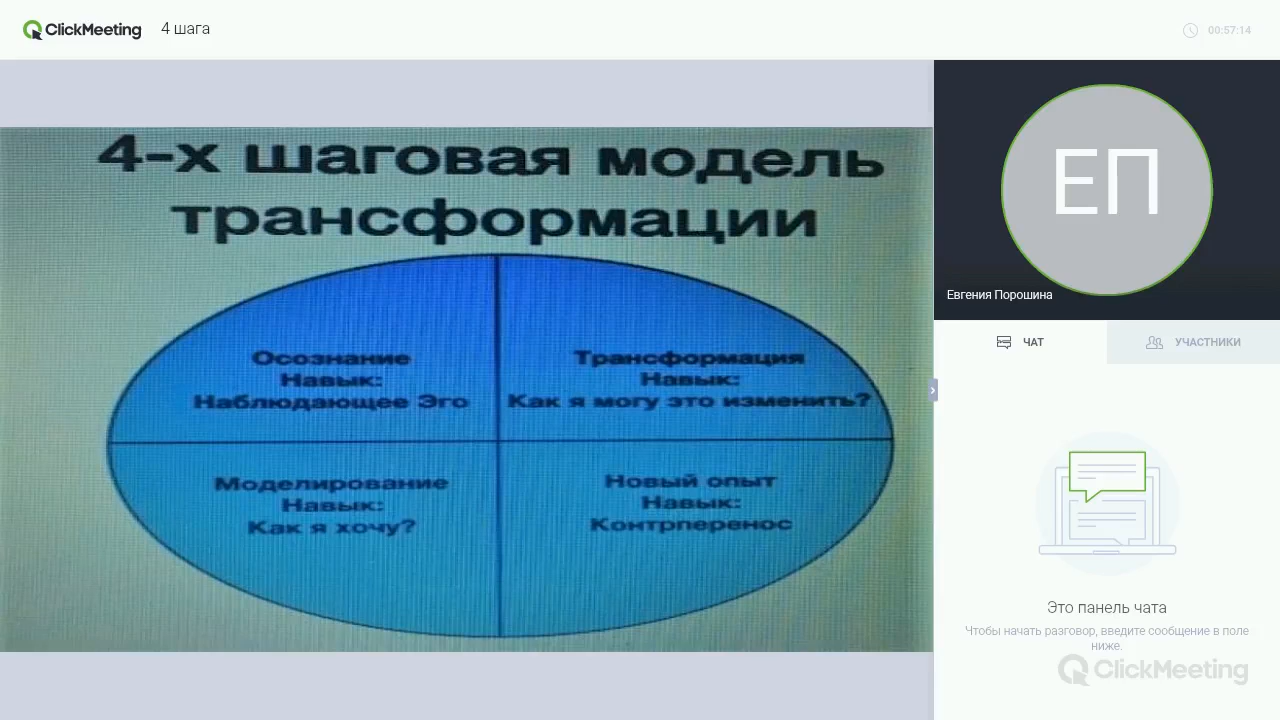 ClickMeeting
4 шага
00:57:14
4-х шаговая модель
трансформации
Осознание
Навык:
Наблюдающее Эго
Трансформация
Навык:
Как я могу это изменить?
Моделирование
Навык:
Как я хочу?
Новый опыт
Навык:
Контрперенос
ЕП
Евгения Порошина
ЧАТ
УЧАСТНИКИ
Это панель чата
Чтобы начать разговор, введите сообщение в поле
ниже.
ClickMeeting